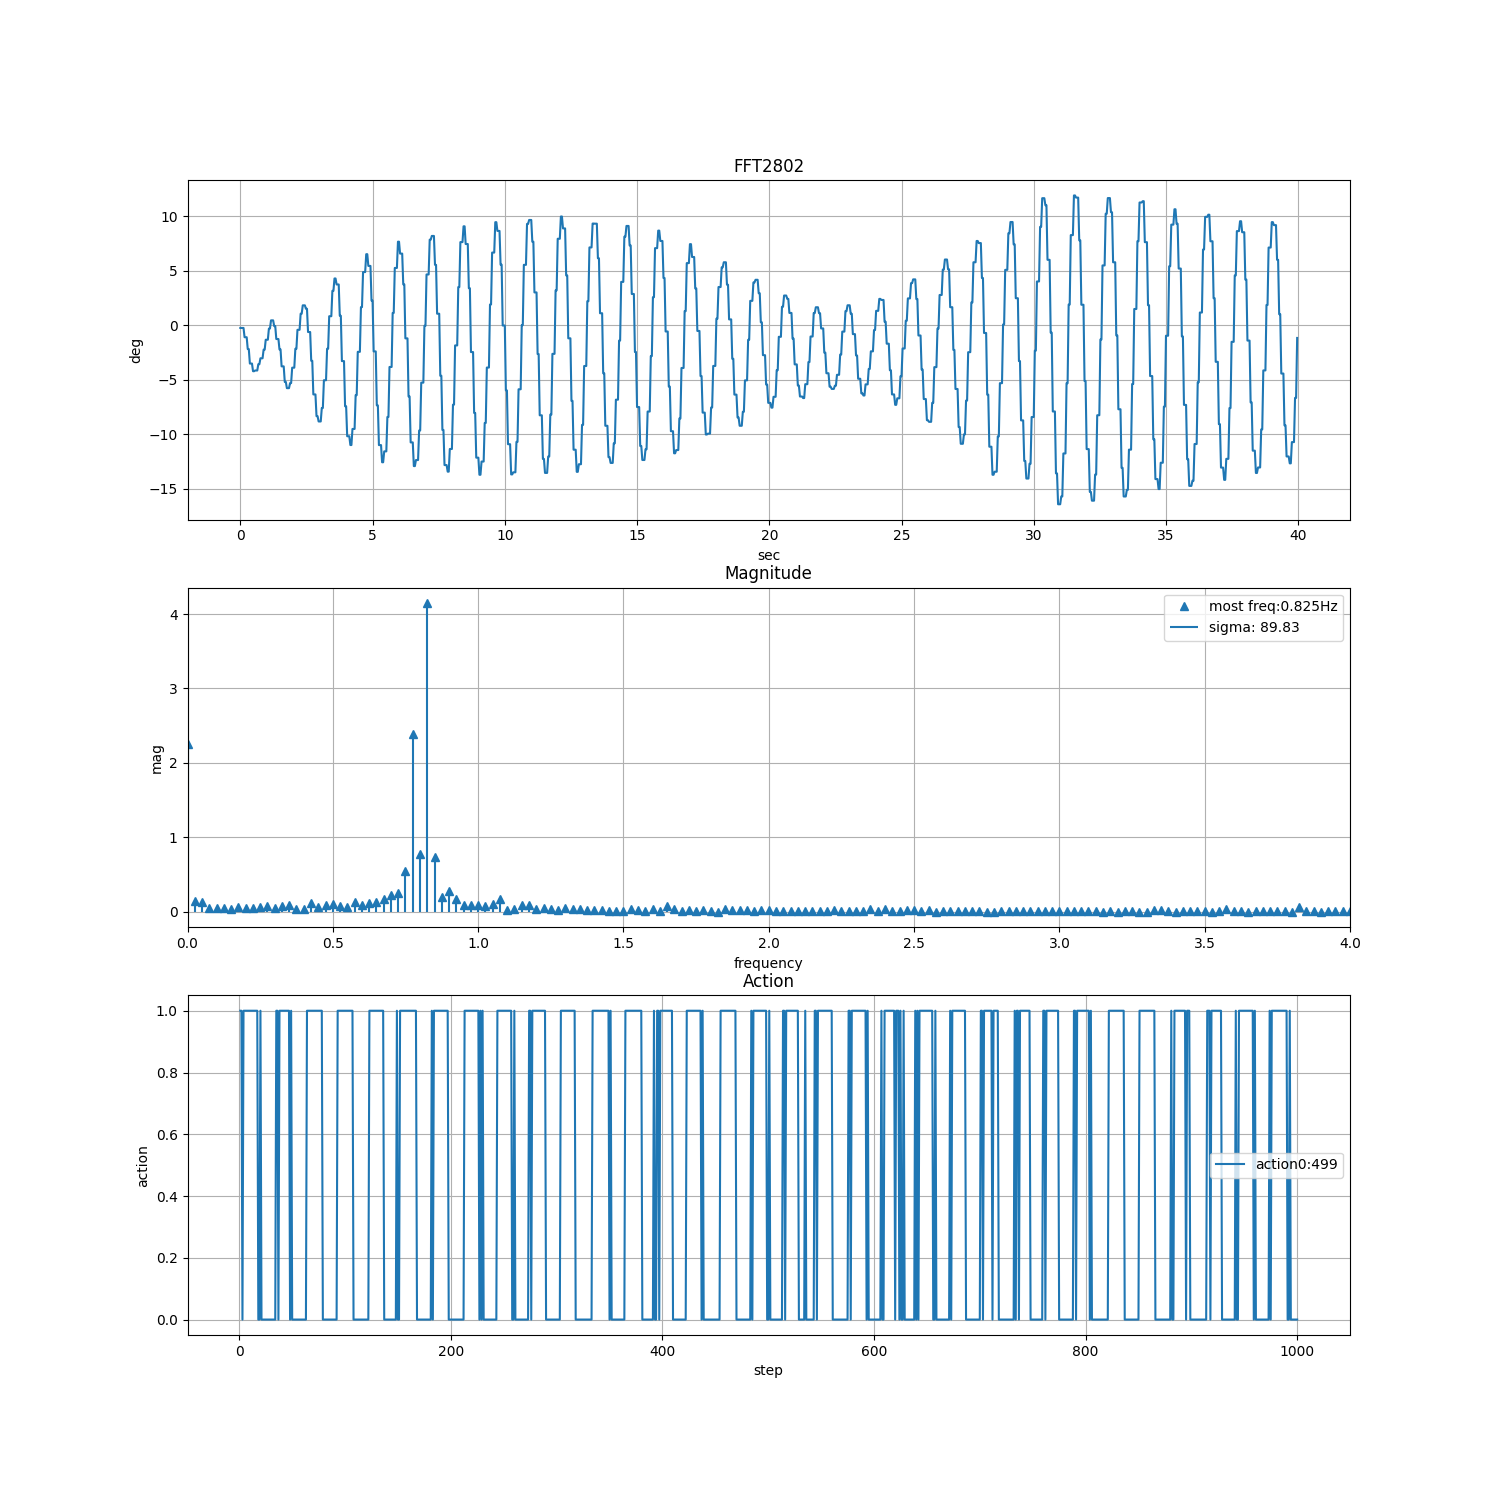 FFT2802
deg
10
5
0
−5
−10
−15
0 5 10 15 20 25 30 35 40
sec
Magnitude
mag
4
3
2
1
0
most freq:0.825Hz
sigma: 89.83
0.0 0.5 1.0 1.5 2.0 2.5 3.0 3.5 4.0
frequency
Action
action
1.0
0.8
0.6
0.4
0.2
0.0
action0:499
0 200 400 600 800 1000
step